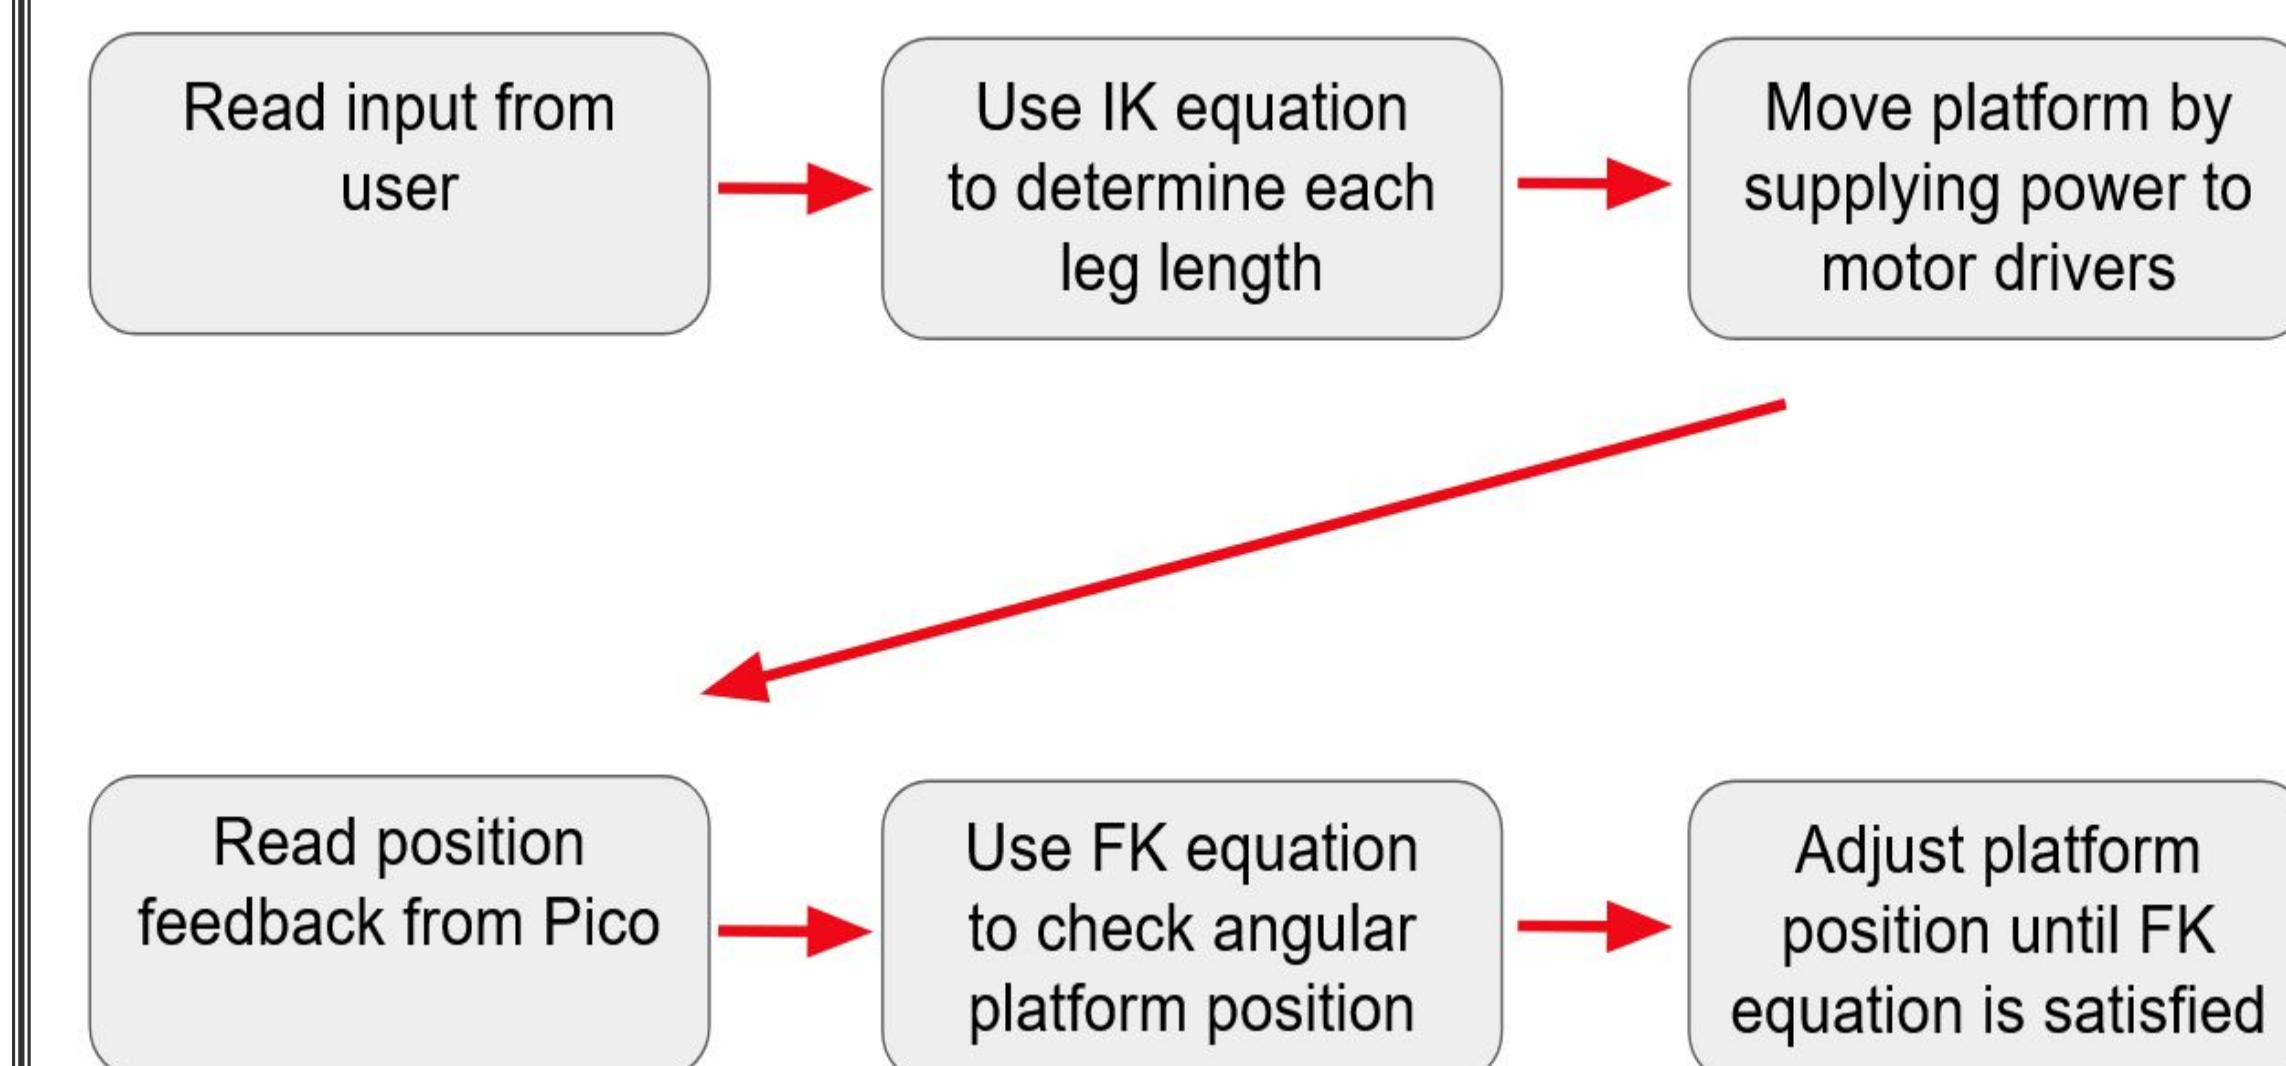 Read input from
user
Use IK equation
to determine each
leg length
Move platform by
supplying power to
motor drivers
Read position
feedback from Pico
Use FK equation
to check angular
platform position
Adjust platform
position until FK
equation is satisfied